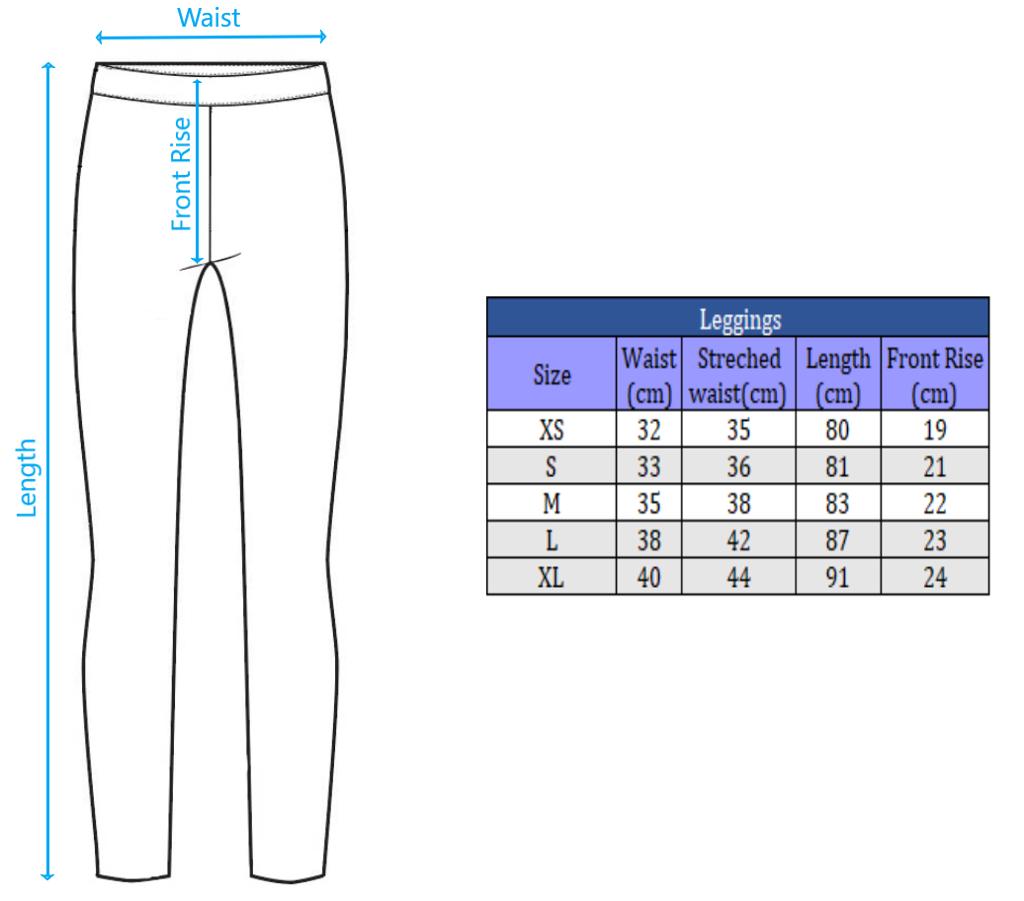 Waist
Front Rise
Length
Leggings
Size Waist (cm) Streched waist(cm) Length (cm) Front Rise (cm)
XS 32 35 80 19
S 33 36 81 21
M 35 38 83 22
L 38 42 87 23
XL 40 44 91 24